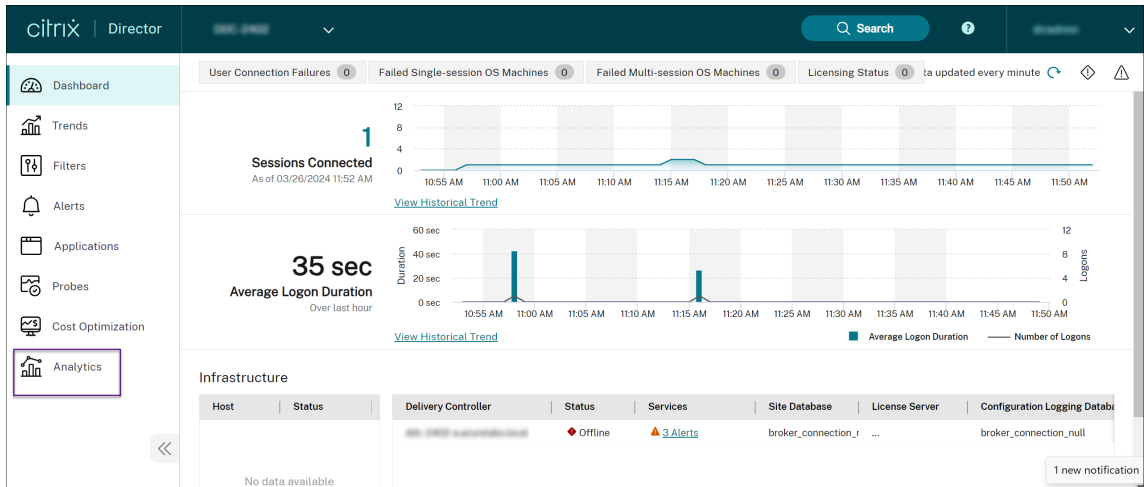 citrix | Director
Search
?
User Connection Failures 0
Failed Single-session OS Machines 0
Failed Multi-session OS Machines 0
Licensing Status 0
ta updated every minute
Dashboard
Trends
Filters
Alerts
Applications
Probes
Cost Optimization
Analytics
1
Sessions Connected
As of 03/26/2024 11:52 AM
12
8
4
0
10:55 AM 11:00 AM 11:05 AM 11:10 AM 11:15 AM 11:20 AM 11:25 AM 11:30 AM 11:35 AM 11:40 AM 11:45 AM 11:50 AM
View Historical Trend
35 sec
Average Logon Duration
Over last hour
Duration
60 sec
40 sec
20 sec
0 sec
12
8
4
0
Logons
10:55 AM 11:00 AM 11:05 AM 11:10 AM 11:15 AM 11:20 AM 11:25 AM 11:30 AM 11:35 AM 11:40 AM 11:45 AM 11:50 AM
View Historical Trend
Average Logon Duration
Number of Logons
Infrastructure
Host Status
No data available
Delivery Controller Status Services Site Database License Server Configuration Logging Databa
Offline 3 Alerts broker_connection_r ... broker_connection_null
1 new notification